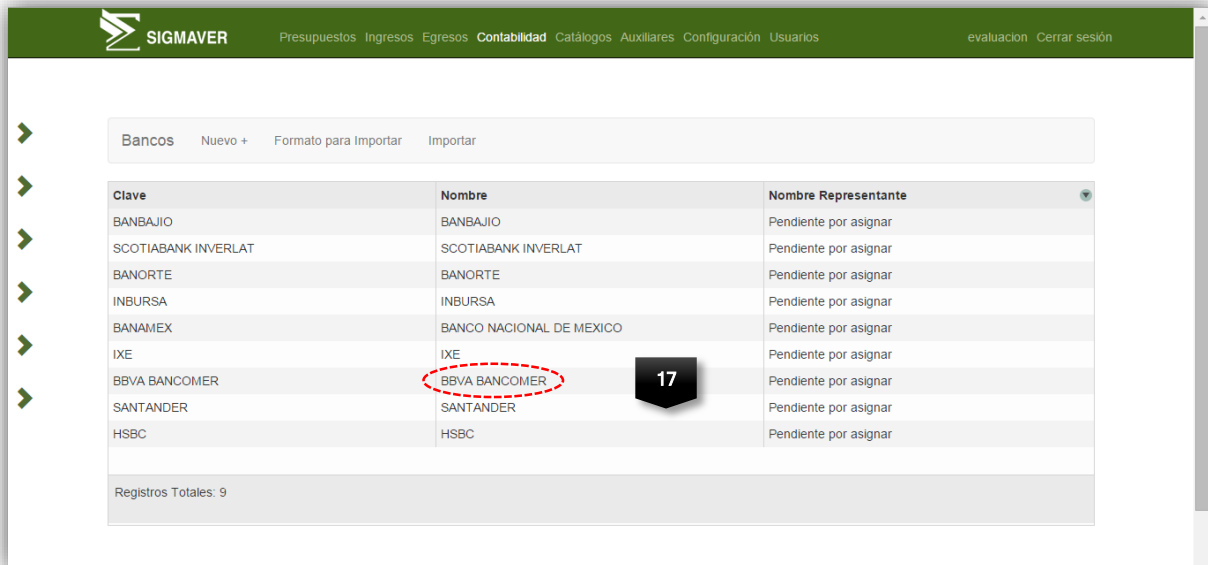 SIGMAVER Presupuestos Ingresos Egresos Contabilidad Catálogos Auxiliares Configuración Usuarios evaluacion Cerrar sesión
Bancos Nuevo + Formato para Importar Importar
Clave Nombre Nombre Representante
BANBAJIO BANBAJIO Pendiente por asignar
SCOTIABANK INVERLAT SCOTIABANK INVERLAT Pendiente por asignar
BANORTE BANORTE Pendiente por asignar
INBURSA INBURSA Pendiente por asignar
BANAMEX BANCO NACIONAL DE MEXICO Pendiente por asignar
IXE IXE Pendiente por asignar
BBVA BANCOMER BBVA BANCOMER 17 Pendiente por asignar
SANTANDER SANTANDER Pendiente por asignar
HSBC HSBC Pendiente por asignar
Registros Totales: 9